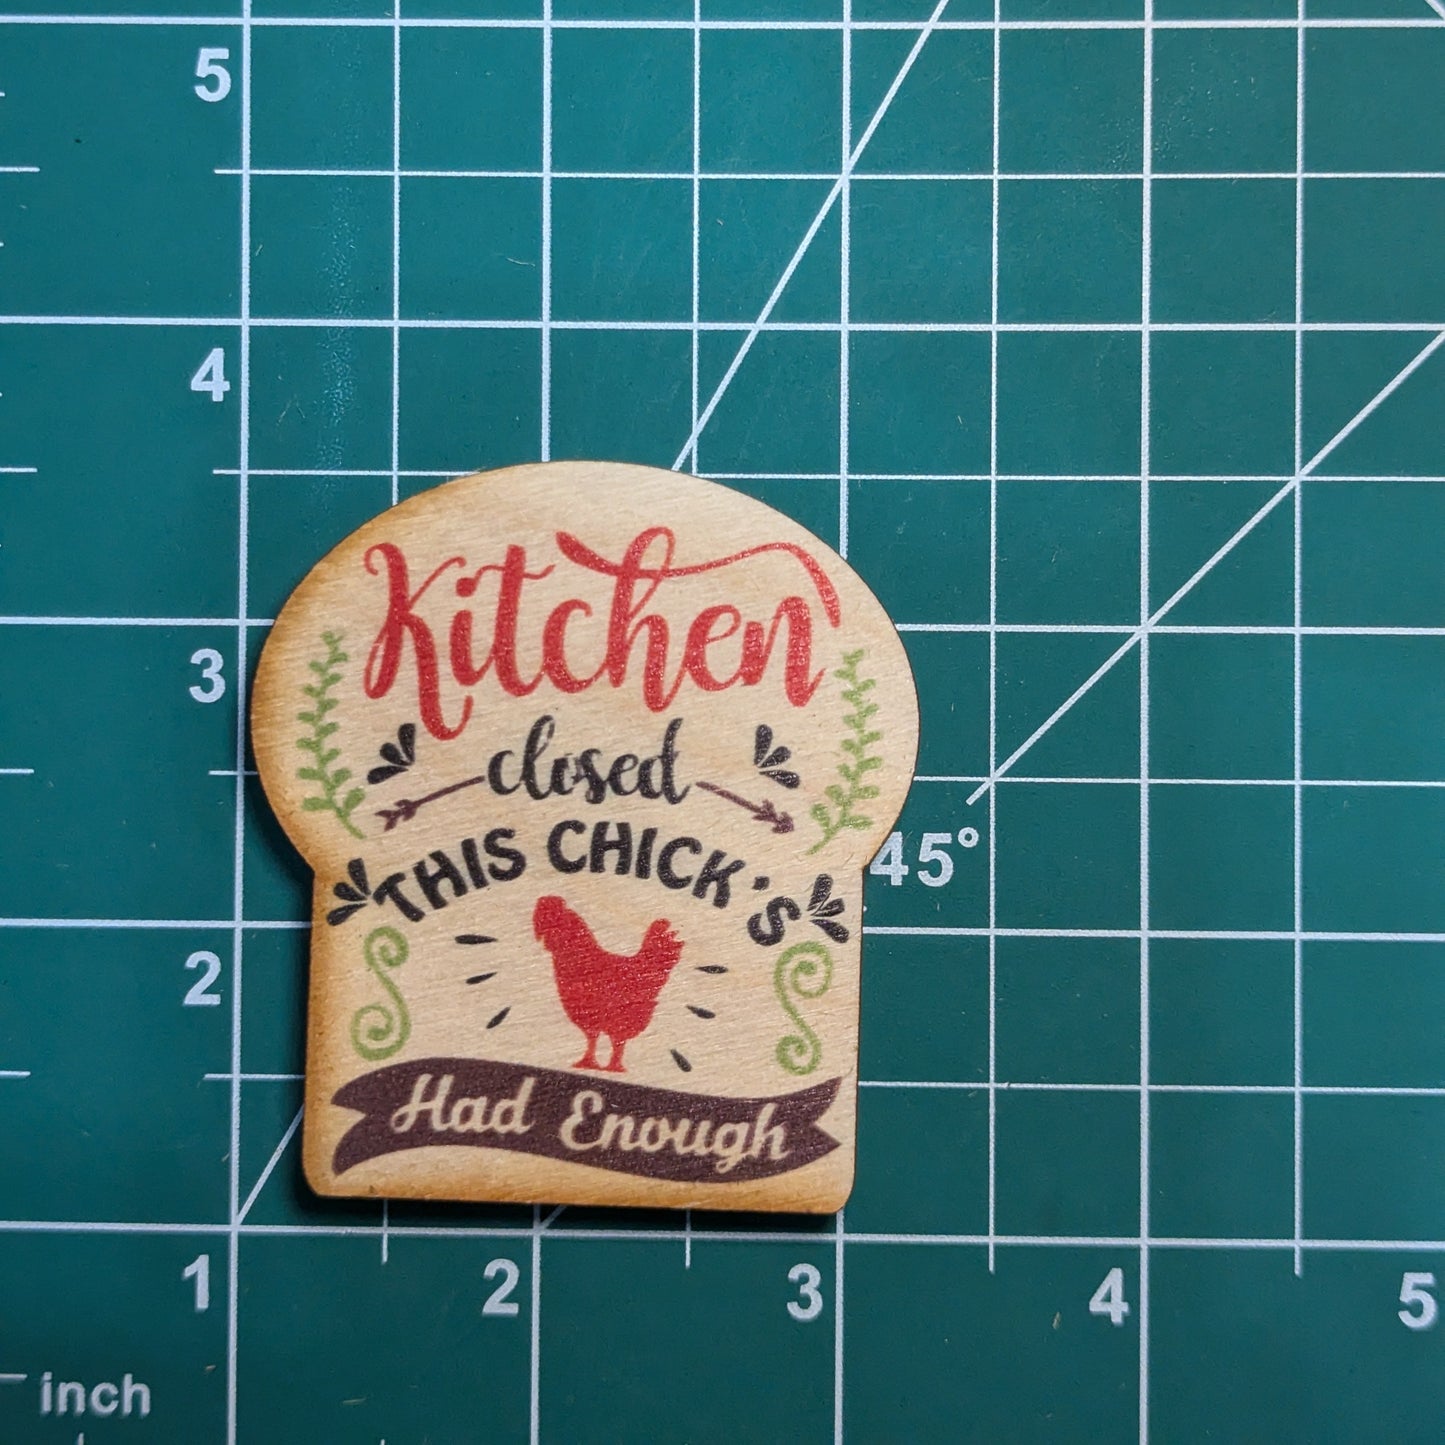 5
4
Kitchen
3
closed
THIS CHICK'S
45°
2
Had Enough
1 2 3 4 5
inch